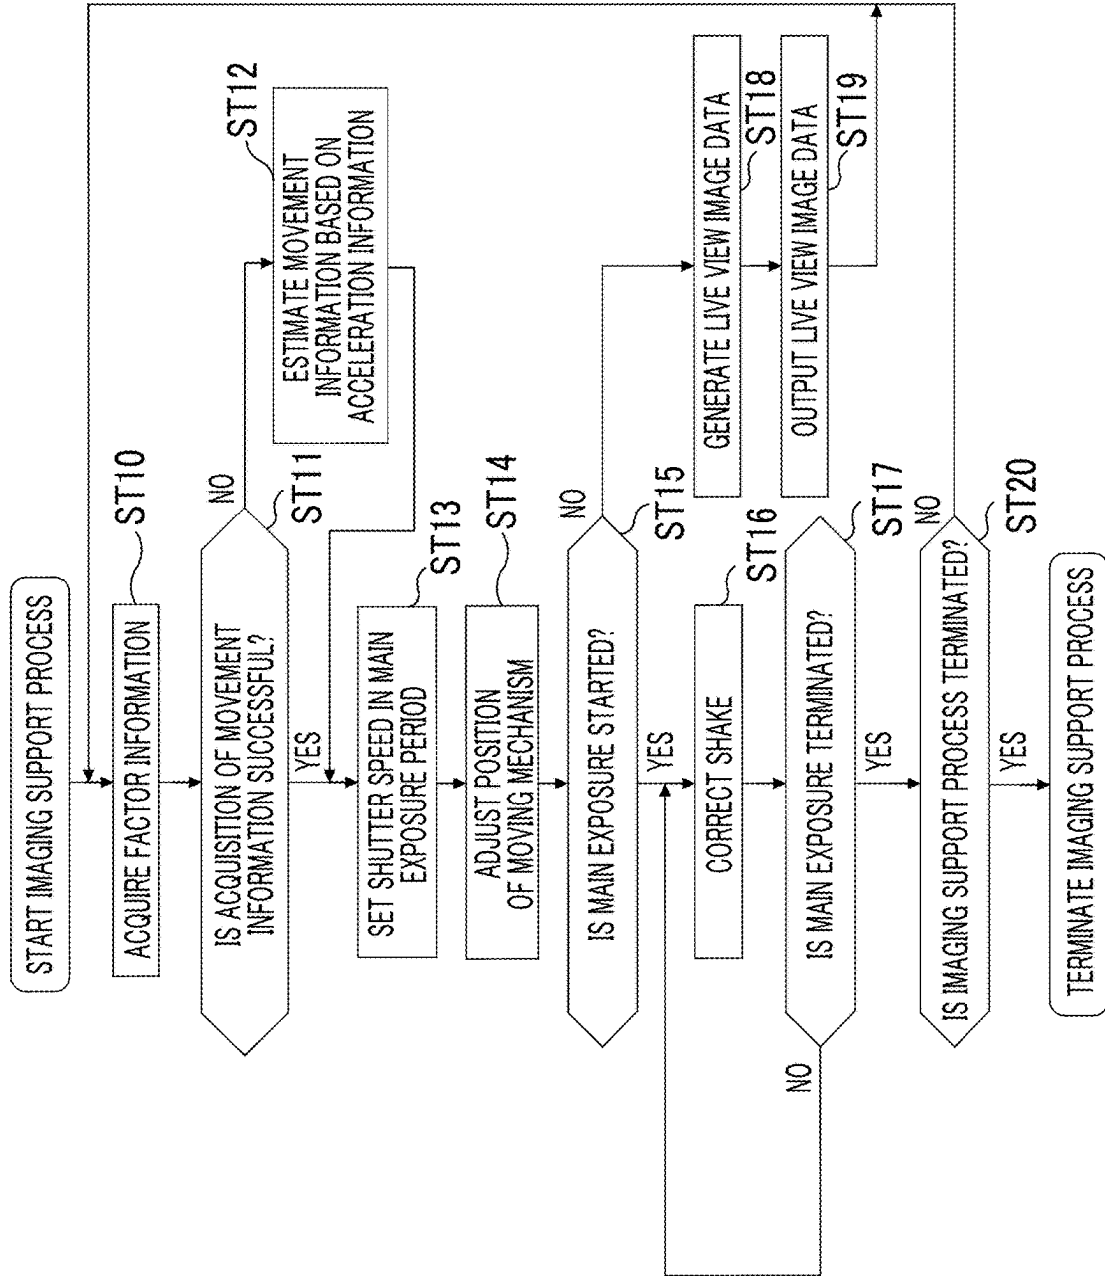 START IMAGING SUPPORT PROCESS
ST10
ACQUIRE FACTOR INFORMATION
ST11
IS ACQUISITION OF MOVEMENT
INFORMATION SUCCESSFUL?
NO
YES
ST12
ESTIMATE MOVEMENT
INFORMATION BASED ON
ACCELERATION INFORMATION
ST13
SET SHUTTER SPEED IN MAIN
EXPOSURE PERIOD
ST14
ADJUST POSITION
OF MOVING MECHANISM
ST15
IS MAIN EXPOSURE STARTED?
NO
YES
ST16
CORRECT SHAKE
GENERATE LIVE VIEW IMAGE DATA
ST18
OUTPUT LIVE VIEW IMAGE DATA
ST19
ST17
IS MAIN EXPOSURE TERMINATED?
NO
YES
ST20
IS IMAGING SUPPORT PROCESS TERMINATED?
NO
YES
TERMINATE IMAGING SUPPORT PROCESS